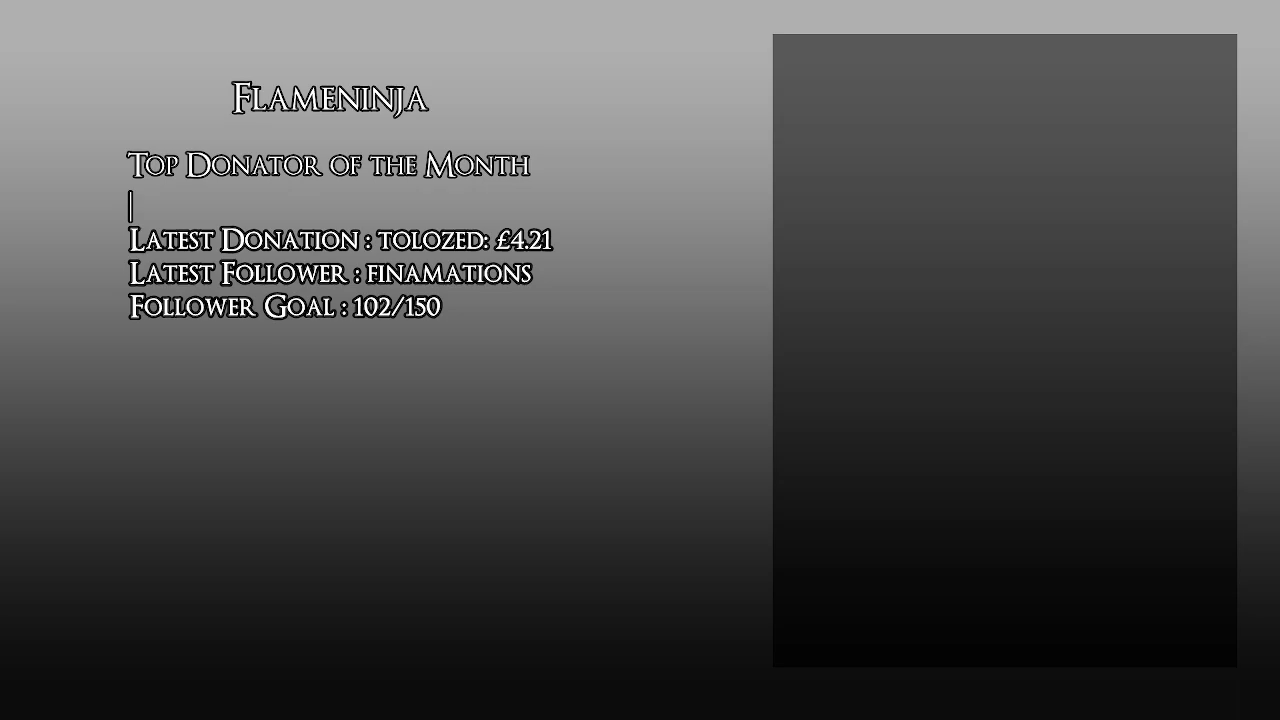 Flameninja
Top Donator of the Month
|
Latest Donation : tolozed: £4.21
Latest Follower : finamations
Follower Goal : 102/150